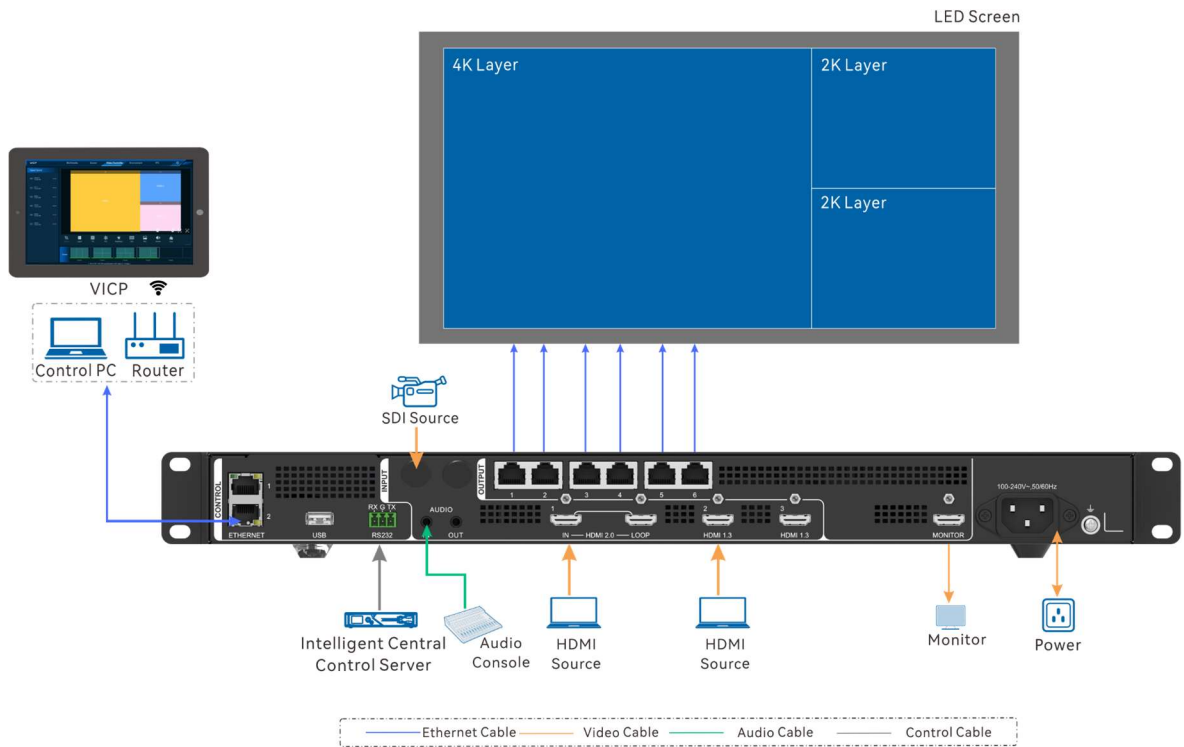 LED Screen
4K Layer
2K Layer
2K Layer
VICP
Control PC
Router
SDI Source
CONTROL
1
2
ETHERNET
USB
RX G TX
RS232
INPUT
AUDIO
OUT
OUTPUT
1
2
3
4
5
6
1
IN — HDMI 2.0 — LOOP
2
HDMI 1.3
3
HDMI 1.3
MONITOR
100-240V~,50/60Hz
Intelligent Central
Control Server
Audio
Console
HDMI
Source
HDMI
Source
Monitor
Power
Ethernet Cable
Video Cable
Audio Cable
Control Cable